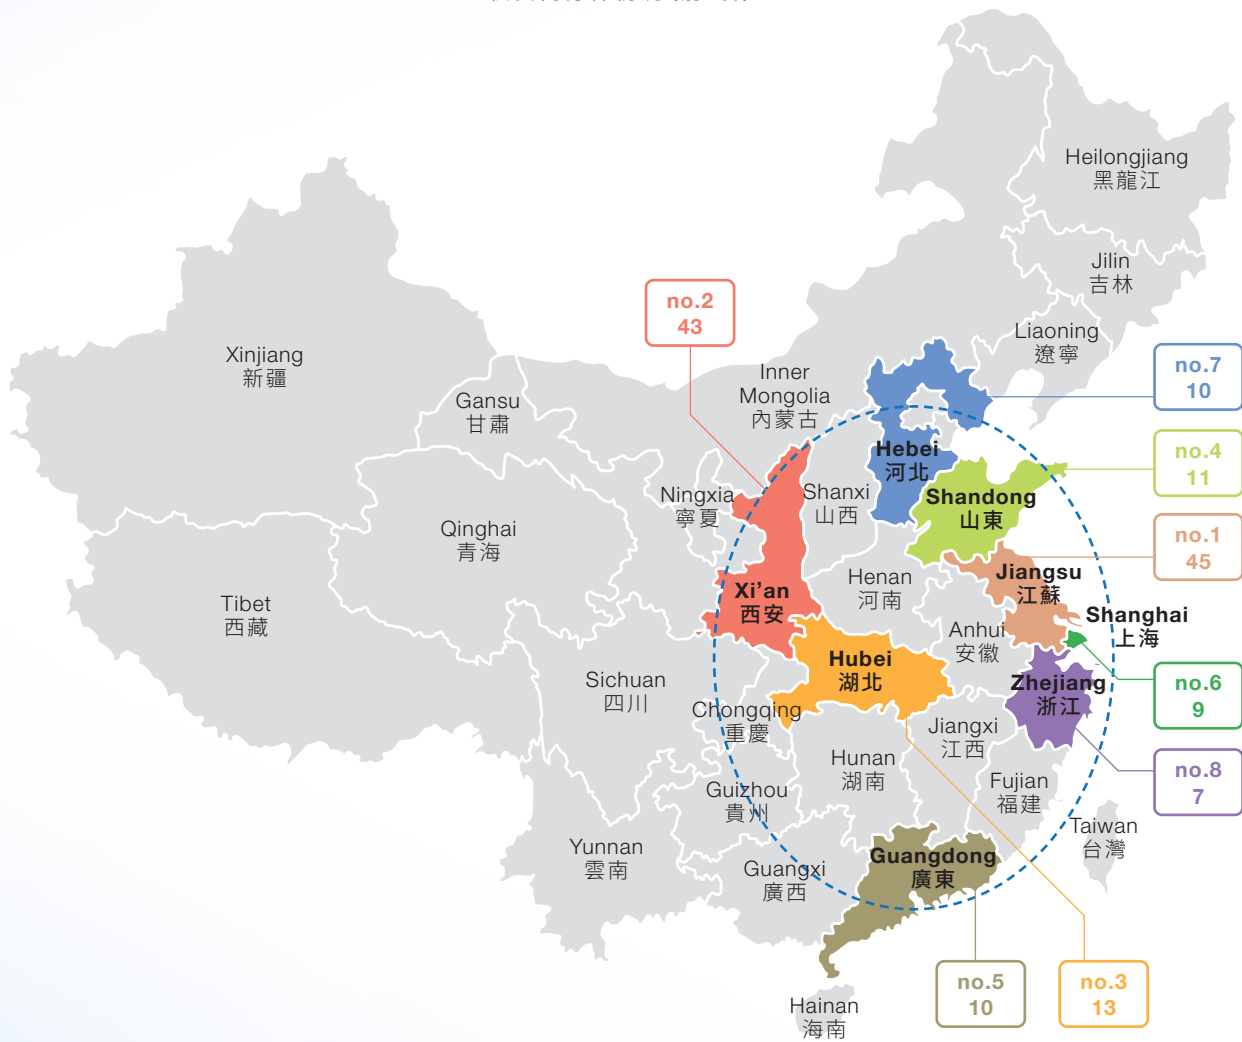 Heilongjiang
黑龍江
Jilin
吉林
Liaoning
遼寧
no.2
43
Xinjiang
新疆
Gansu
甘肅
Inner
Mongolia
內蒙古
no.7
10
Hebei
河北
no.4
11
Ningxia
寧夏
Shanxi
山西
Shandong
山東
Qinghai
青海
no.1
45
Tibet
西藏
Xi’an
西安
Henan
河南
Jiangsu
江蘇
Shanghai
上海
Anhui
安徽
Hubei
湖北
Zhejiang
浙江
no.6
9
Sichuan
四川
Chongqing
重慶
Jiangxi
江西
Hunan
湖南
no.8
7
Guizhou
貴州
Fujian
福建
Taiwan
台灣
Yunnan
雲南
Guangxi
廣西
Guangdong
廣東
no.5
10
no.3
13
Hainan
海南